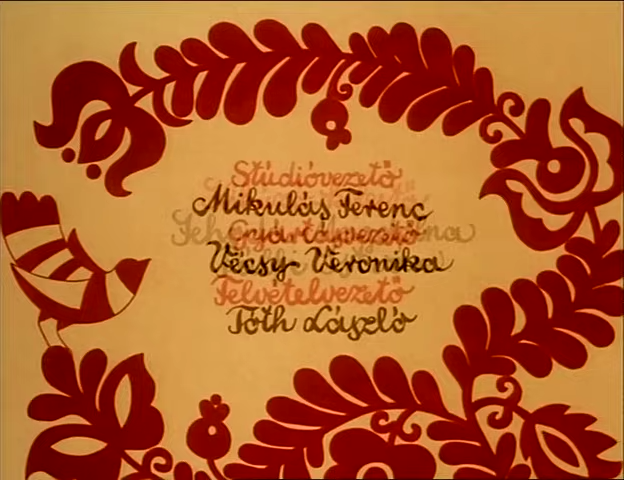 Stúdióvezető
Mikulás Ferenc
Gyártásvezető
Vécsy Veronika
Felvételvezető
Tóth László